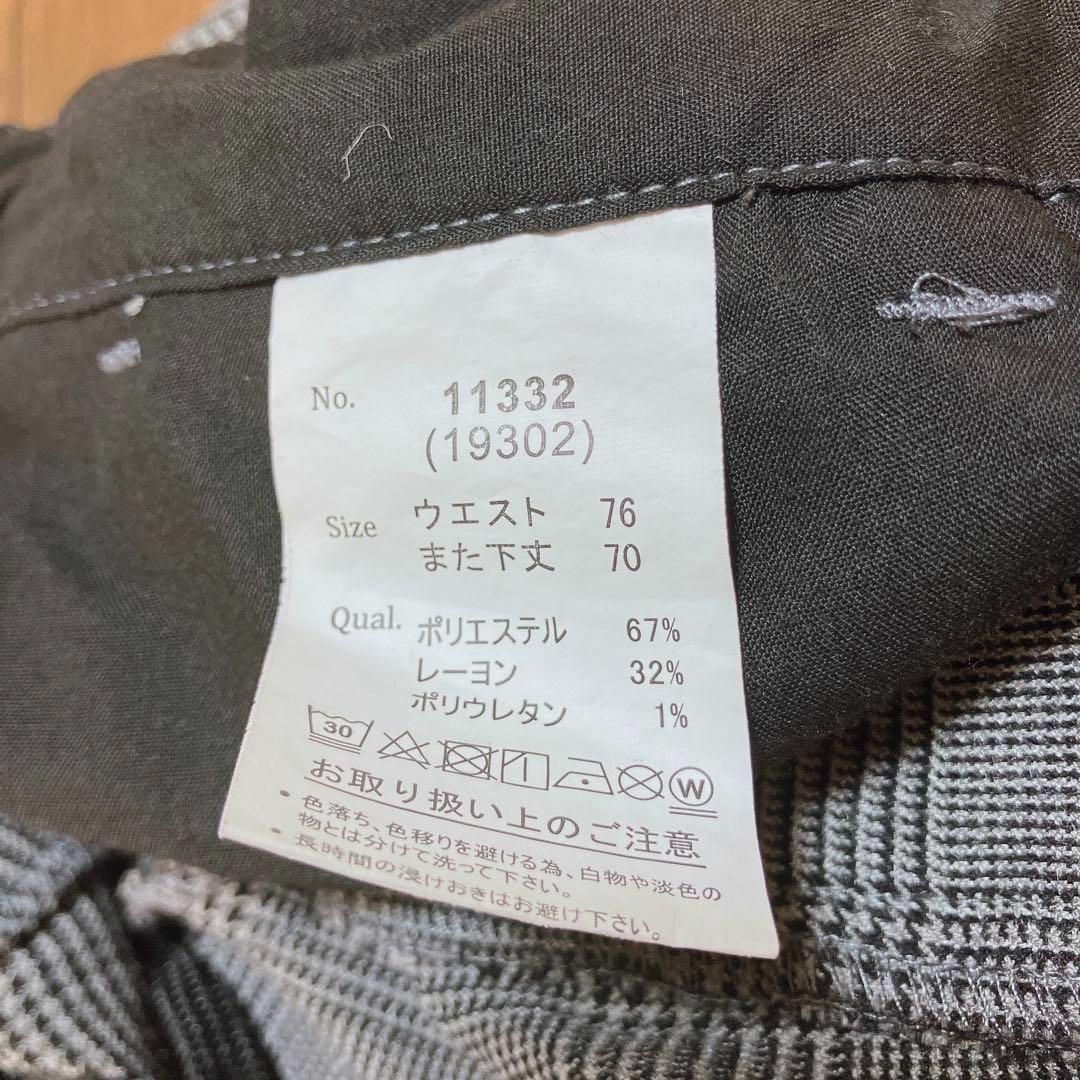 No. 11332
(19302)
Size ウエスト 76
また下丈 70
Qual. ポリエステル 67%
レーヨン 32%
ポリウレタン 1%
30 W
お取り扱い上のご注意
・色落ち、色移りを避ける為、白物や淡色の
物とは分けて洗って下さい。
・長時間の浸けおきはお避け下さい。